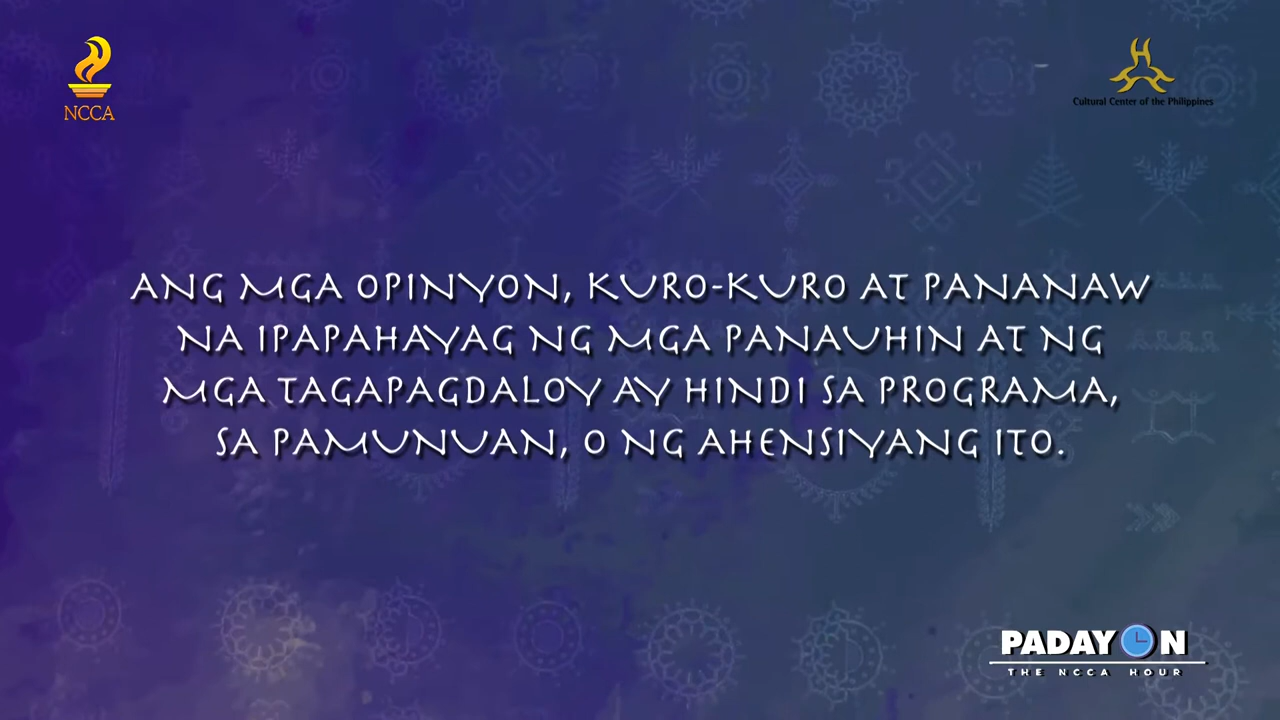 NCCA
Cultural Center of the Philippines
ANG MGA OPINYON, KURO-KURO AT PANANAW
NA IPAPAHAYAG NG MGA PANAUHIN AT NG
MGA TAGAPAGDALOY AY HINDI SA PROGRAMA,
SA PAMUNUAN, O NG AHENSIYANG ITO.
PADAYON
THE NCCA HOUR